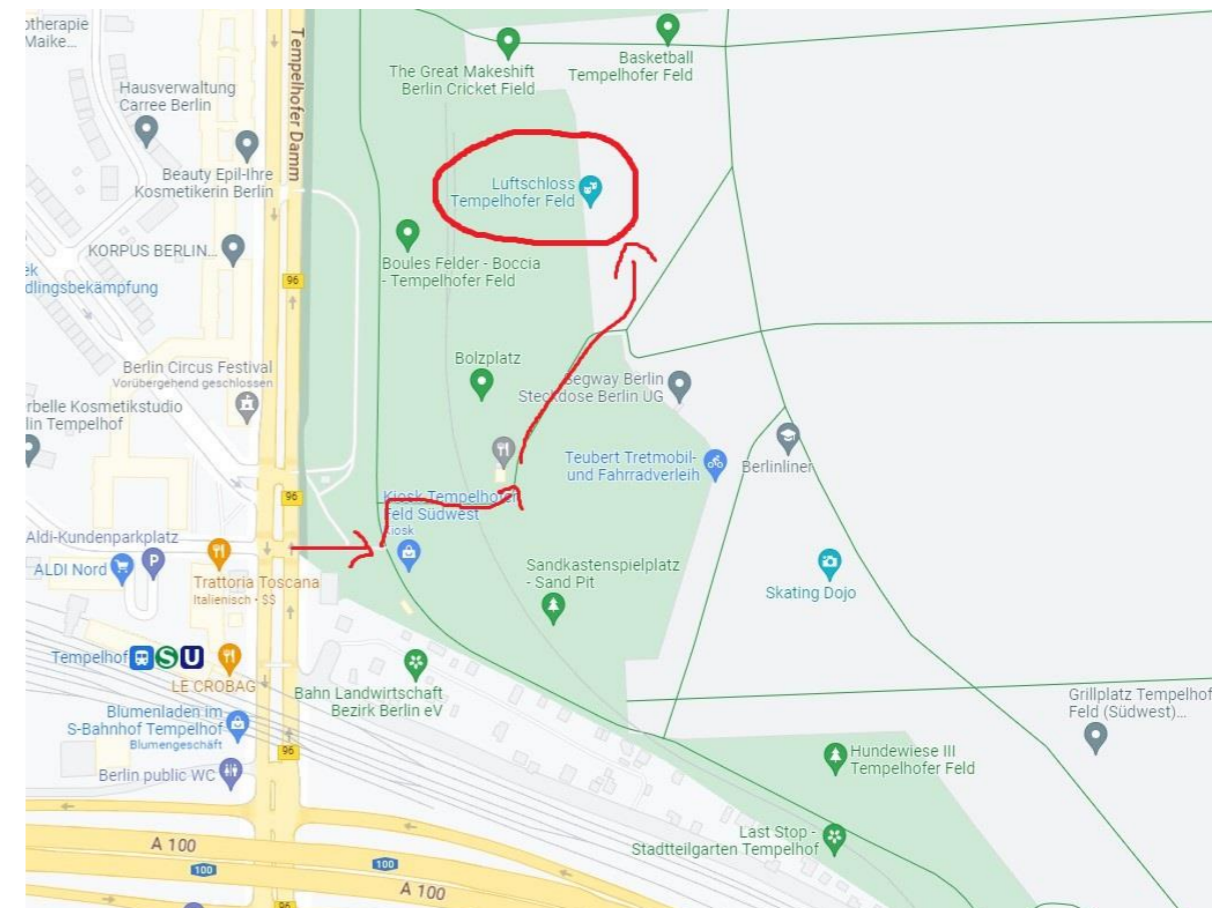 otherapie
Maike...
Hausverwaltung
Carree Berlin
Tempelhofer Damm
The Great Makeshift
Berlin Cricket Field
Basketball
Tempelhofer Feld
Beauty Epil-Ihre
Kosmetikerin Berlin
Luftschloss
Tempelhofer Feld
KORPUS BERLIN...
ek
dlingsbekämpfung
Boules Felder - Boccia
- Tempelhofer Feld
96
Berlin Circus Festival
Vorübergehend geschlossen
Bolzplatz
Segway Berlin
Steckdose Berlin UG
rbelle Kosmetikstudio
lin Tempelhof
Teubert Tretmobil-
und Fahrradverleih
Berlinliner
96
Kiosk Tempelhofer
Feld Südwest
Kiosk
Aldi-Kundenparkplatz
ALDI Nord
P
Trattoria Toscana
Italienisch · $$
Sandkastenspielplatz
- Sand Pit
Skating Dojo
Tempelhof S U
LE CROBAG
Bahn Landwirtschaft
Bezirk Berlin eV
Blumenladen im
S-Bahnhof Tempelhof
Blumengeschäft
Grillplatz Tempelhof
Feld (Südwest)...
96
Berlin public WC
Hundewiese III
Tempelhofer Feld
A 100
100
100
A 100
Last Stop -
Stadtteilgarten Tempelhof
96